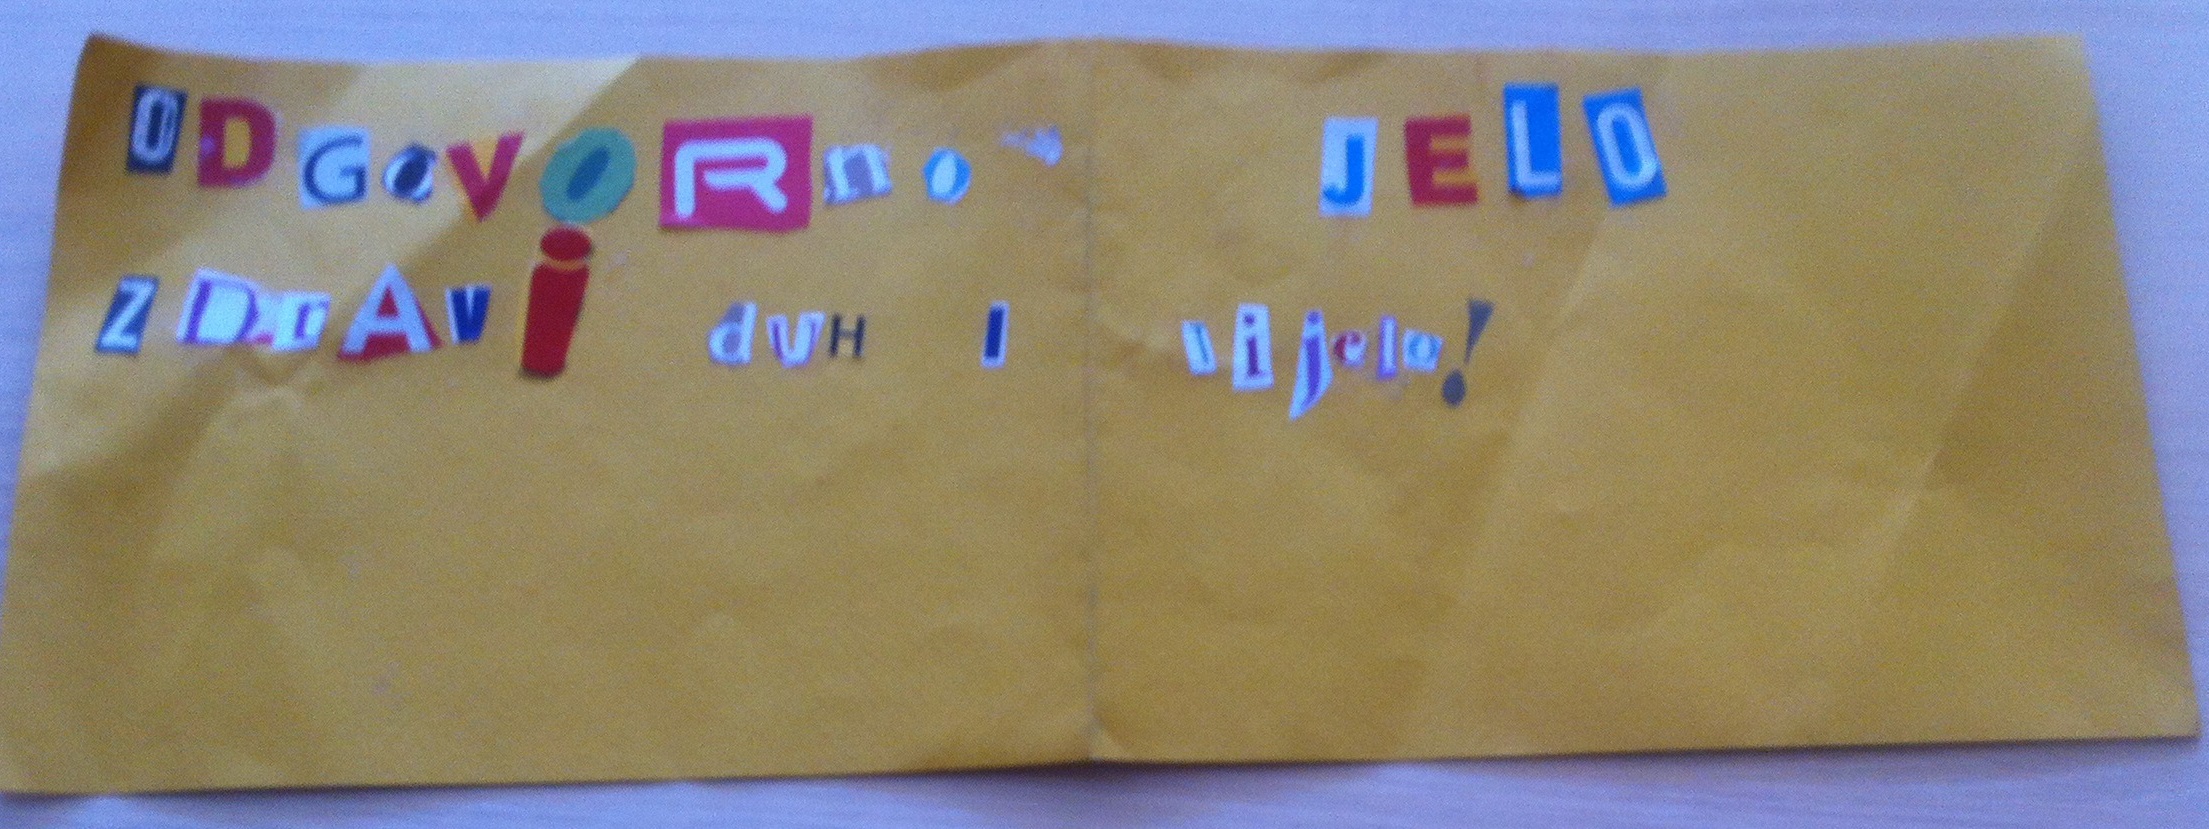 ODGovORno JELO
ZDrAvi dUH I tijelo!